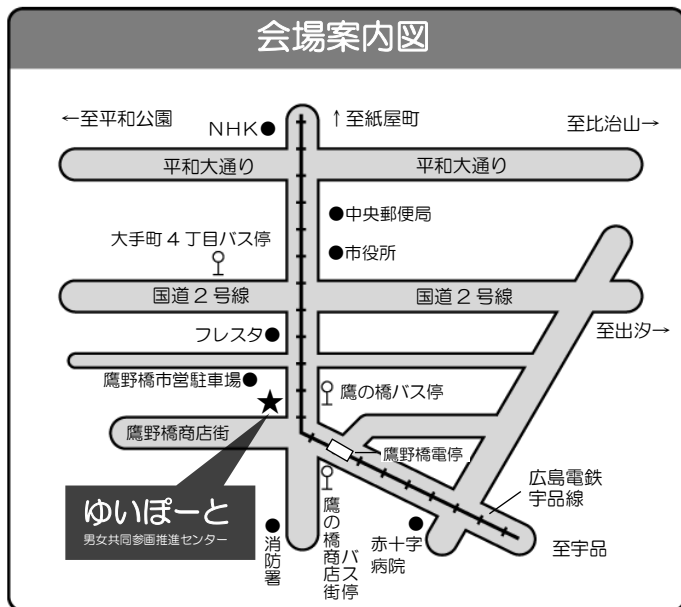 会場案内図
←至平和公園
NHK●
↑至紙屋町
至比治山→
平和大通り
平和大通り
●中央郵便局
大手町4丁目バス停
●市役所
国道2号線
国道2号線
フレスタ●
至出汐→
鷹野橋市営駐車場●
鷹の橋バス停
★
鷹野橋商店街
鷹野橋電停
広島電鉄
宇品線
ゆいぽーと
男女共同参画推進センター
●消防署
鷹の橋商店街
バス停
●
赤十字
病院
至宇品